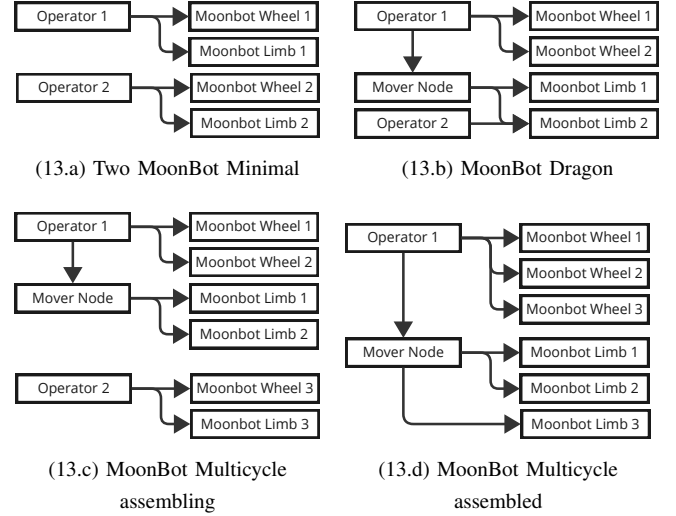 Operator 1
Moonbot Wheel 1
Moonbot Limb 1
Operator 2
Moonbot Wheel 2
Moonbot Limb 2
(13.a) Two MoonBot Minimal
Operator 1
Moonbot Wheel 1
Moonbot Wheel 2
Mover Node
Moonbot Limb 1
Operator 2
Moonbot Limb 2
(13.b) MoonBot Dragon
Operator 1
Moonbot Wheel 1
Moonbot Wheel 2
Mover Node
Moonbot Limb 1
Moonbot Limb 2
Operator 2
Moonbot Wheel 3
Moonbot Limb 3
(13.c) MoonBot Multicycle
assembling
Operator 1
Moonbot Wheel 1
Moonbot Wheel 2
Moonbot Wheel 3
Mover Node
Moonbot Limb 1
Moonbot Limb 2
Moonbot Limb 3
(13.d) MoonBot Multicycle
assembled